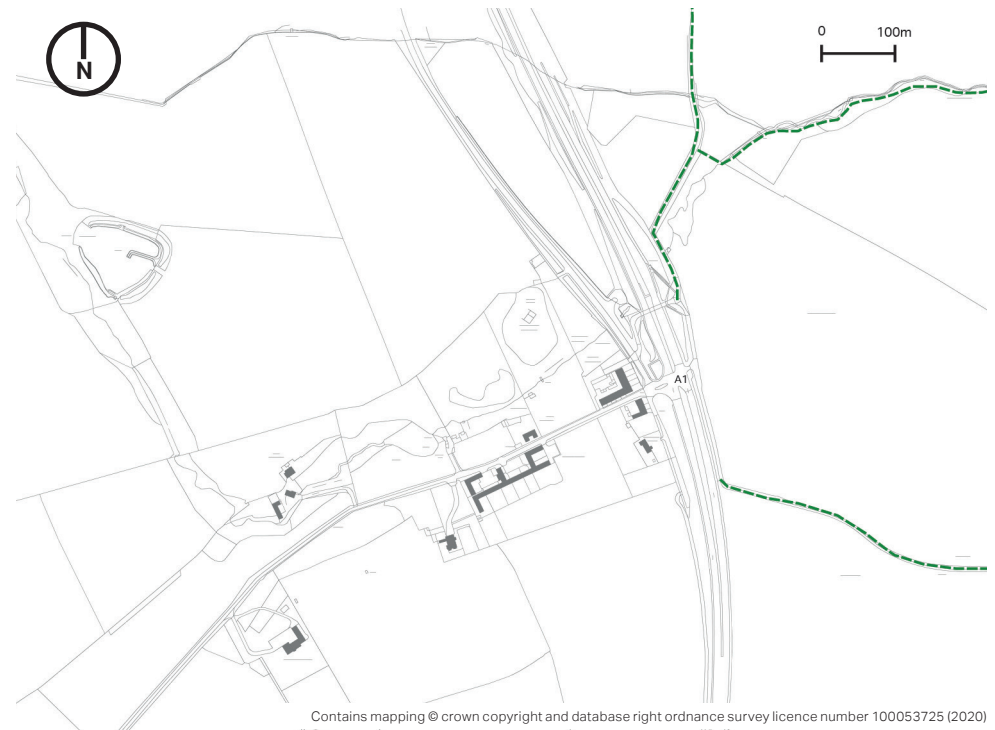 N
0 100m
A1
Contains mapping © crown copyright and database right ordnance survey licence number 100053725 (2020)